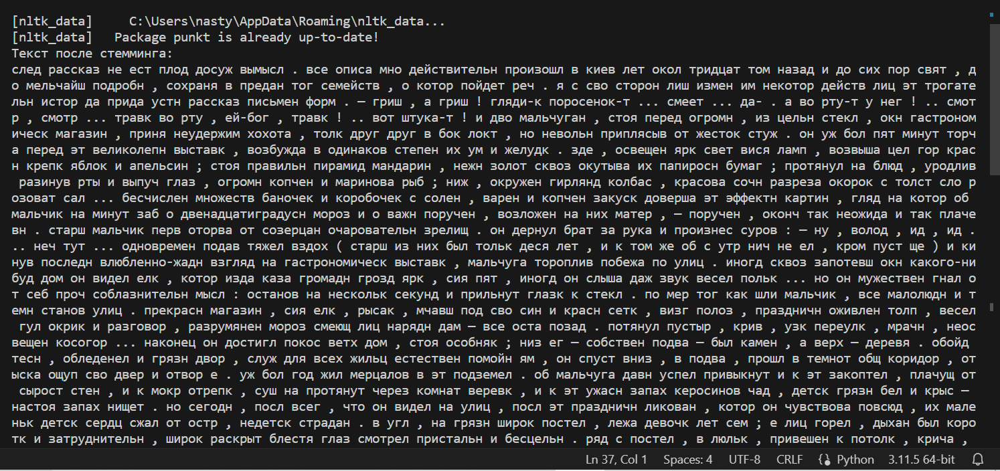 [nltk_data]     C:\Users\nasty\AppData\Roaming\nltk_data...
[nltk_data]   Package punkt is already up-to-date!
Текст после стемминга:
след рассказ не ест плод досуж вымысл . все описа мно действительн произошл в киев лет окол тридцат том назад и до сих пор свят , д
о мельчайш подробн , сохраня в предан тог семейств , о котор пойдет реч . я с сво сторон лиш измен им некотор действ лиц эт трогате
льн истор да прида устн рассказ письмен форм . — гриш , а гриш ! гляди-к поросенок-т ... смеет ... да- . а во рту-т у нег ! .. смот
р , смотр ... травк во рту , ей-бог , травк ! .. вот штука-т ! и дво мальчуган , стоя перед огромн , из цельн стекл , окн гастроном
ическ магазин , приня неудержим хохота , толк друг друг в бок локт , но невольн приплясыв от жесток стуж . он уж бол пят минут торч
а перед эт великолепн выставк , возбужда в одинаков степен их ум и желудк . зде , освещен ярк свет вися ламп , возвыша цел гор крас
н крепк яблок и апельсин ; стоя правильн пирамид мандарин , нежн золот сквоз окутыва их папиросн бумаг ; протянул на блюд , уродлив
разинув рты и выпуч глаз , огромн копчен и маринова рыб ; ниж , окружен гирлянд колбас , красова сочн разреза окорок с толст сло р
озоват сал ... бесчислен множеств баночек и коробочек с солен , варен и копчен закуск доверша эт эффектн картин , гляд на котор об
мальчик на минут заб о двенадцатиградусн мороз и о важн поручен , возложен на них матер , — поручен , оконч так неожида и так плаче
вн . старш мальчик перв оторва от созерцан очаровательн зрелищ . он дернул брат за рука и произнес суров : — ну , волод , ид , ид .
.. неч тут ... одновремен подав тяжел вздох ( старш из них был тольк деся лет , и к том же об с утр нич не ел , кром пуст ще ) и ки
нув последн влюбленно-жадн взгляд на гастрономическ выставк , мальчуга тороплив побежа по улиц . иногд сквоз запотевш окн какого-ни
буд дом он видел елк , котор изда каза громадн грозд ярк , сия пят , иногд он слыша даж звук весел польк ... но он мужествен гнал о
т себ проч соблазнительн мысл : останов на нескольк секунд и прильнут глазк к стекл . по мер тог как шли мальчик , все малолюдн и т
емн станов улиц . прекрасн магазин , сия елк , рысак , мчавш под сво син и красн сетк , визг полоз , праздничн оживлен толп , весел
гул окрик и разговор , разрумянен мороз смеющ лиц нарядн дам — все оста позад . потянул пустыр , крив , узк переулк , мрачн , неос
вещен косогор ... наконец он достигл покос ветх дом , стоя особняк ; низ ег — собствен подва — был камен , а верх — деревя . обойд
тесн , обледенел и грязн двор , служ для всех жильц естествен помойн ям , он спуст вниз , в подва , прошл в темнот общ коридор , от
ыска ощуп сво двер и отвор е . уж бол год жил мерцалов в эт подземел . об мальчуга давн успел привыкнут и к эт закоптел , плачущ от
сырост стен , и к мокр отрепк , суш на протянут через комнат веревк , и к эт ужасн запах керосинов чад , детск грязн бел и крыс —
настоя запах нищет . но сегодн , посл всег , что он видел на улиц , посл эт праздничн ликован , котор он чувствова повсюд , их мале
ньк детск сердц сжал от остр , недетск страдан . в угл , на грязн широк постел , лежа девочк лет сем ; е лиц горел , дыхан был коро
тк и затруднительн , широк раскрыт блестя глаз смотрел пристальн и бесцельн . ряд с постел , в люльк , привешен к потолк , крича ,
Ln 37, Col 1 Spaces: 4 UTF-8 CRLF Python 3.11.5 64-bit